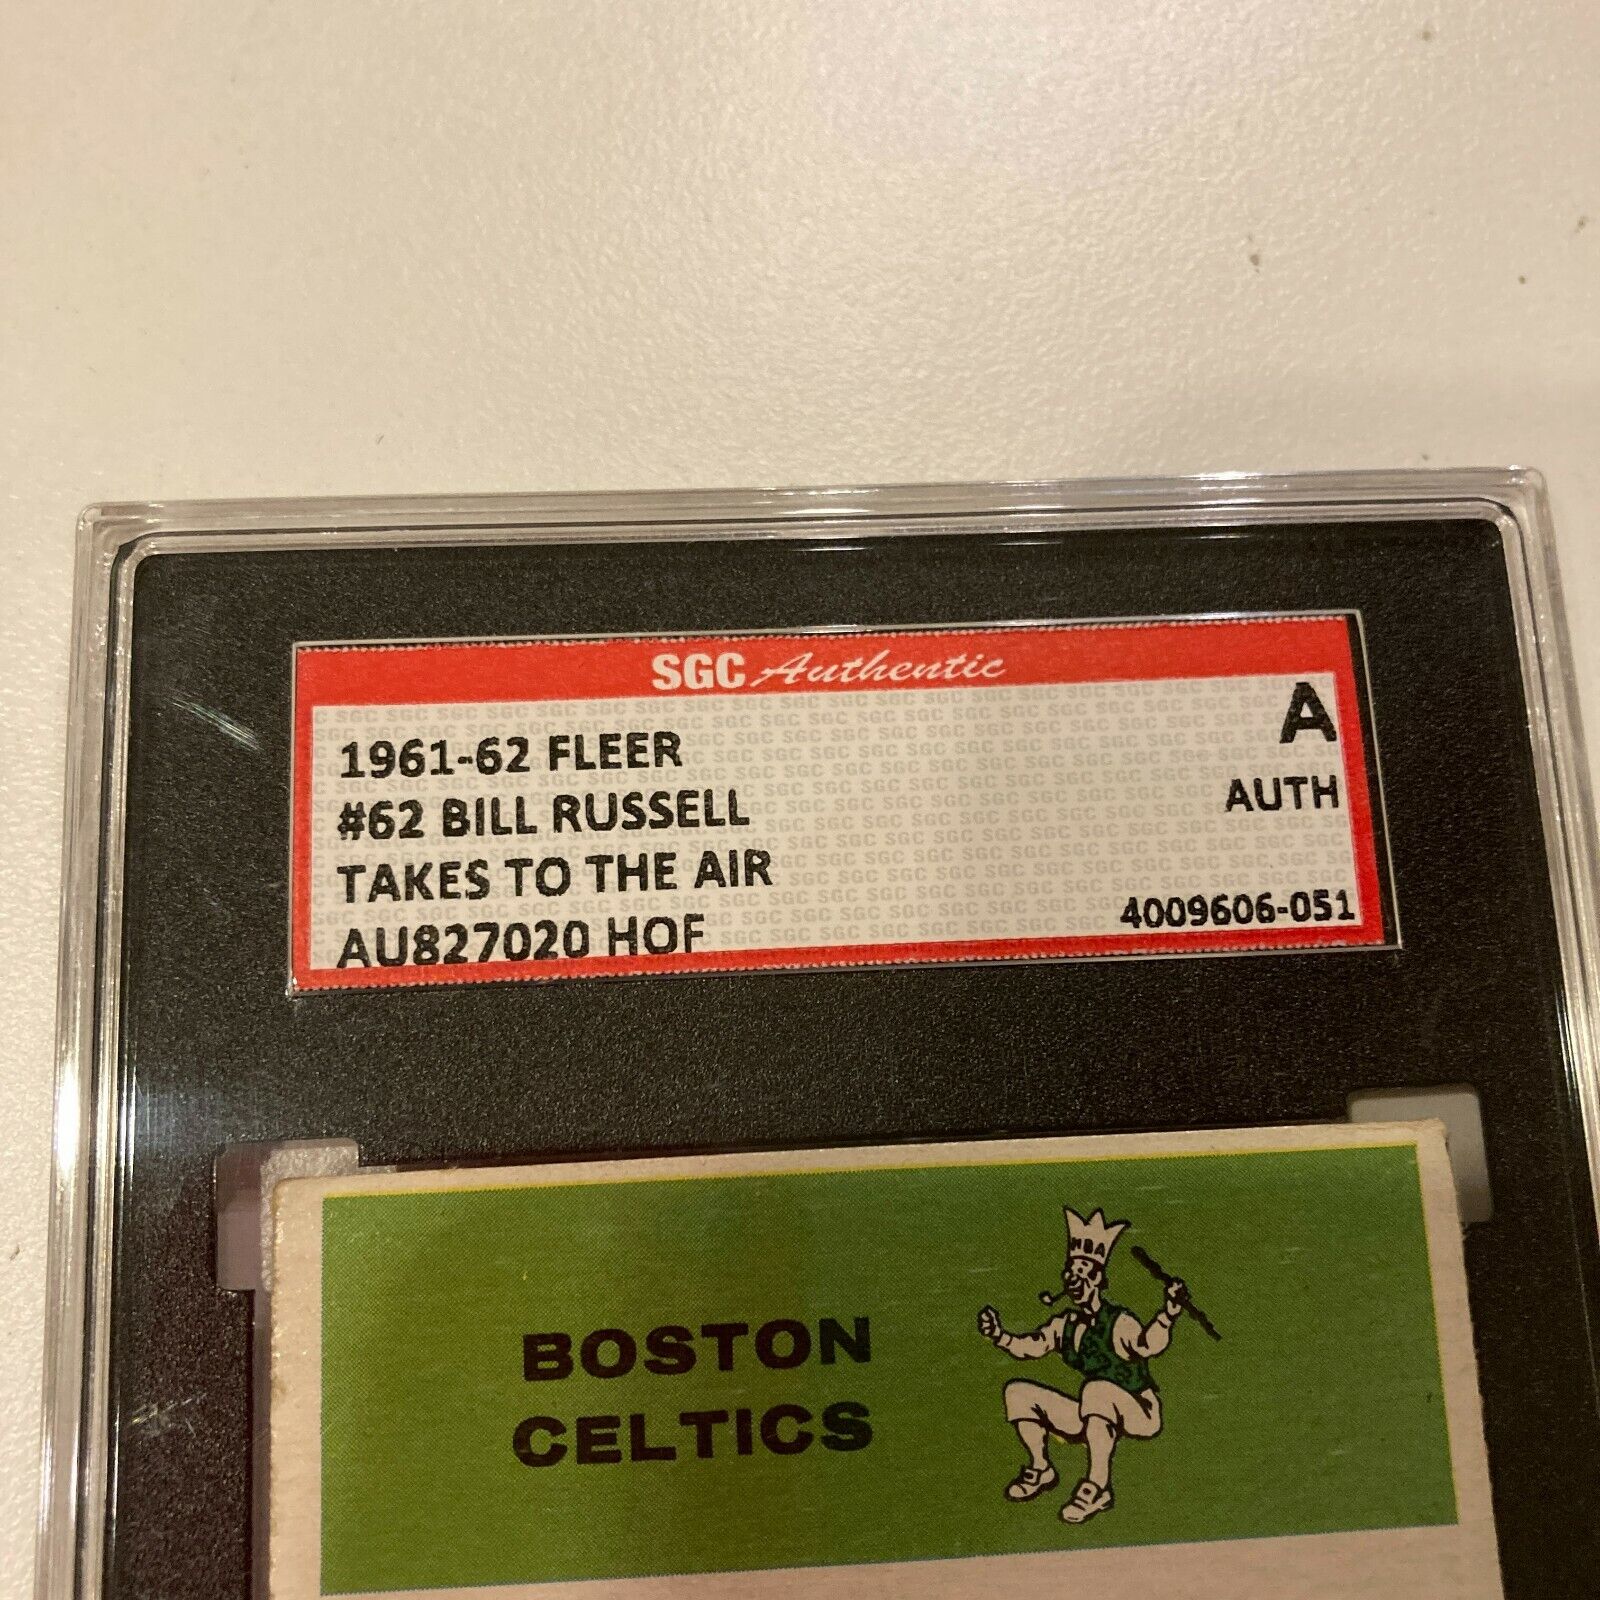 SGC Authentic
1961-62 FLEER
#62 BILL RUSSELL
TAKES TO THE AIR
AU827020 HOF
A
AUTH
4009606-051
NBA
BOSTON
CELTICS